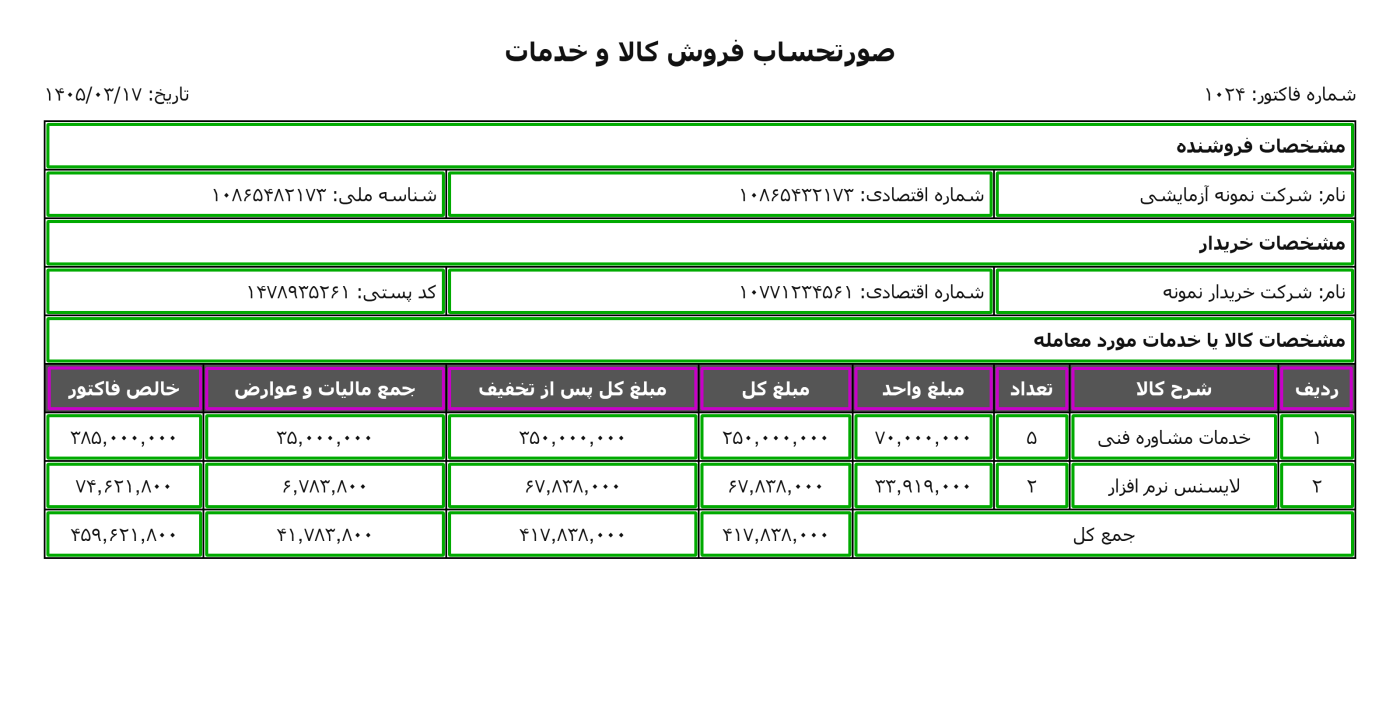 صورتحساب فروش کالا و خدمات
شماره فاکتور: ۱۰۲۴ تاریخ: ۱۴۰۵/۰۳/۱۷
مشخصات فروشنده
نام: شرکت نمونه آزمایشی شماره اقتصادی: ۱۰۸۶۵۴۳۲۱۷۳ شناسه ملی: ۱۰۸۶۵۴۸۲۱۷۳
مشخصات خریدار
نام: شرکت خریدار نمونه شماره اقتصادی: ۱۰۷۷۱۲۳۴۵۶۱ کد پستی: ۱۴۷۸۹۳۵۲۶۱
مشخصات کالا یا خدمات مورد معامله
ردیف شرح کالا تعداد مبلغ واحد مبلغ کل مبلغ کل پس از تخفیف جمع مالیات و عوارض خالص فاکتور
۱ خدمات مشاوره فنی ۵ ۷۰,۰۰۰,۰۰۰ ۲۵۰,۰۰۰,۰۰۰ ۳۵۰,۰۰۰,۰۰۰ ۳۵,۰۰۰,۰۰۰ ۳۸۵,۰۰۰,۰۰۰
۲ لایسنس نرم افزار ۲ ۳۳,۹۱۹,۰۰۰ ۶۷,۸۳۸,۰۰۰ ۶۷,۸۳۸,۰۰۰ ۶,۷۸۳,۸۰۰ ۷۴,۶۲۱,۸۰۰
جمع کل ۴۱۷,۸۳۸,۰۰۰ ۴۱۷,۸۳۸,۰۰۰ ۴۱,۷۸۳,۸۰۰ ۴۵۹,۶۲۱,۸۰۰